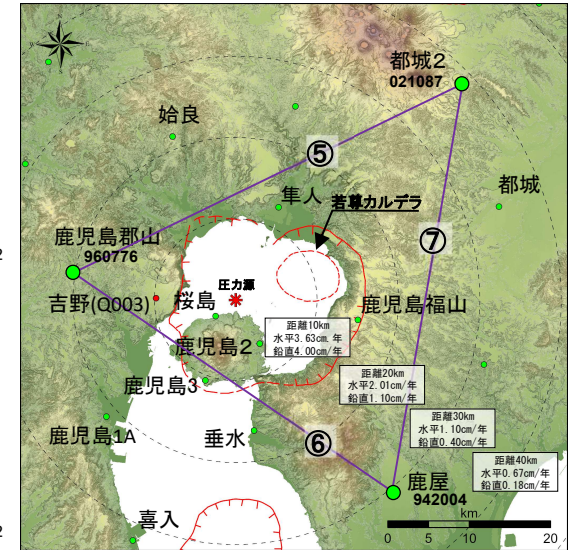 都城2
021087
姶良
⑤
隼人
若尊カルデラ
都城
鹿児島郡山
960776
⑦
2
圧力源
吉野(Q003)
桜島
鹿児島福山
鹿児島2
距離10km
水平3.63cm.年
鉛直4.00cm/年
鹿児島3
距離20km
水平2.01cm/年
鉛直1.10cm/年
鹿児島1A
垂水
⑥
距離30km
水平1.10cm/年
鉛直0.40cm/年
距離40km
水平0.67cm/年
鉛直0.18cm/年
鹿屋
942004
喜入
km
0 10 20
2